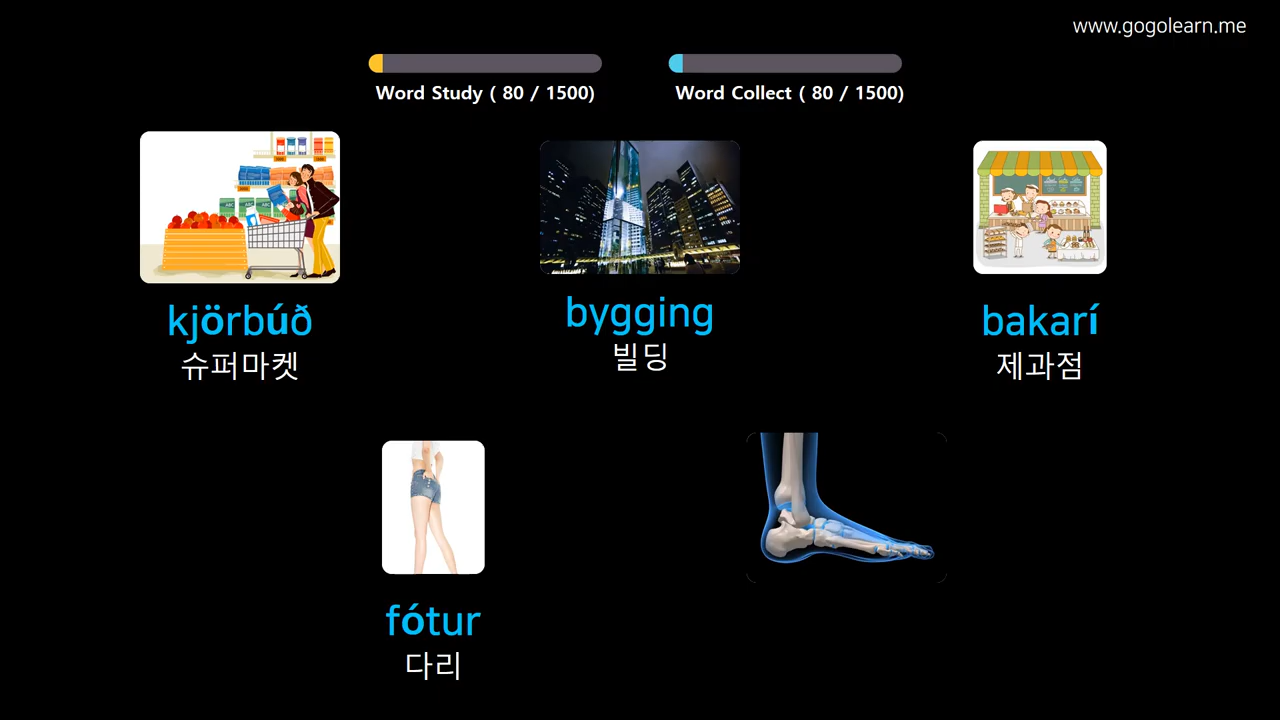 www.gogolearn.me
Word Study ( 80 / 1500)
Word Collect ( 80 / 1500)
kjörbúð
슈퍼마켓
bygging
빌딩
bakarí
제과점
fótur
다리